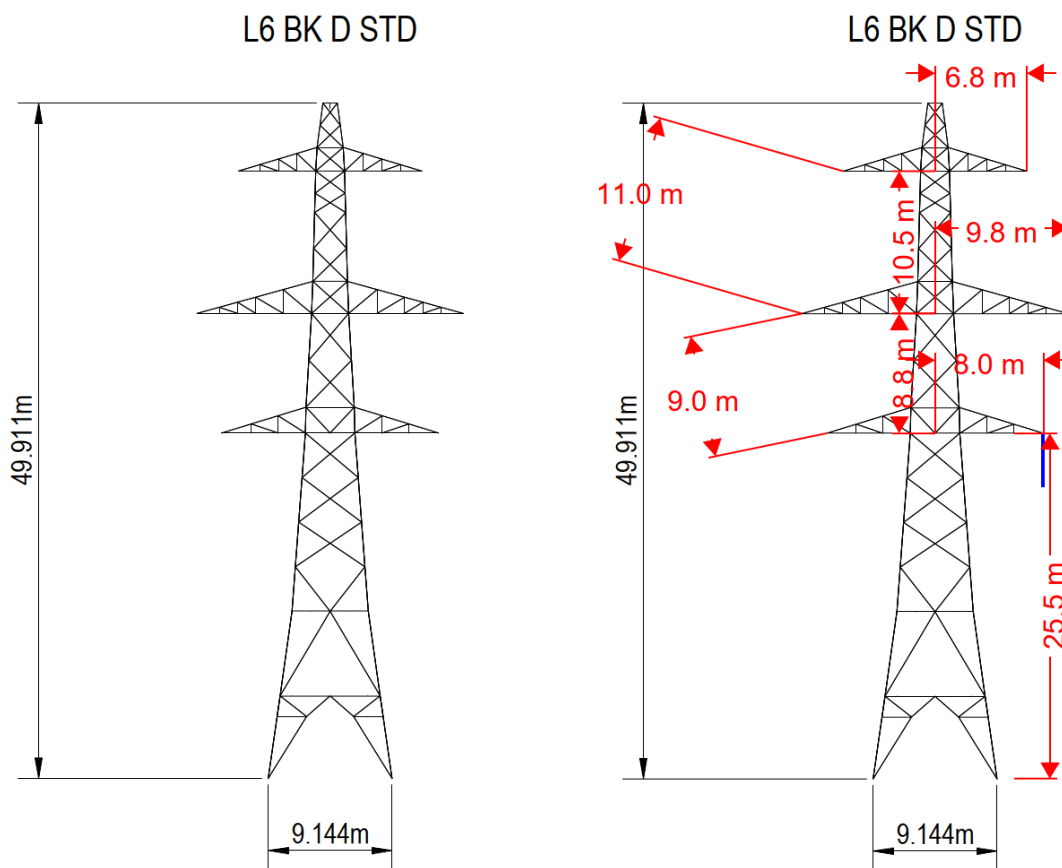 L6 BK D STD
L6 BK D STD
6.8 m
11.0 m
10.5 m
9.8 m
8.8 m
8.0 m
9.0 m
49.911m
49.911m
25.5 m
9.144m
9.144m